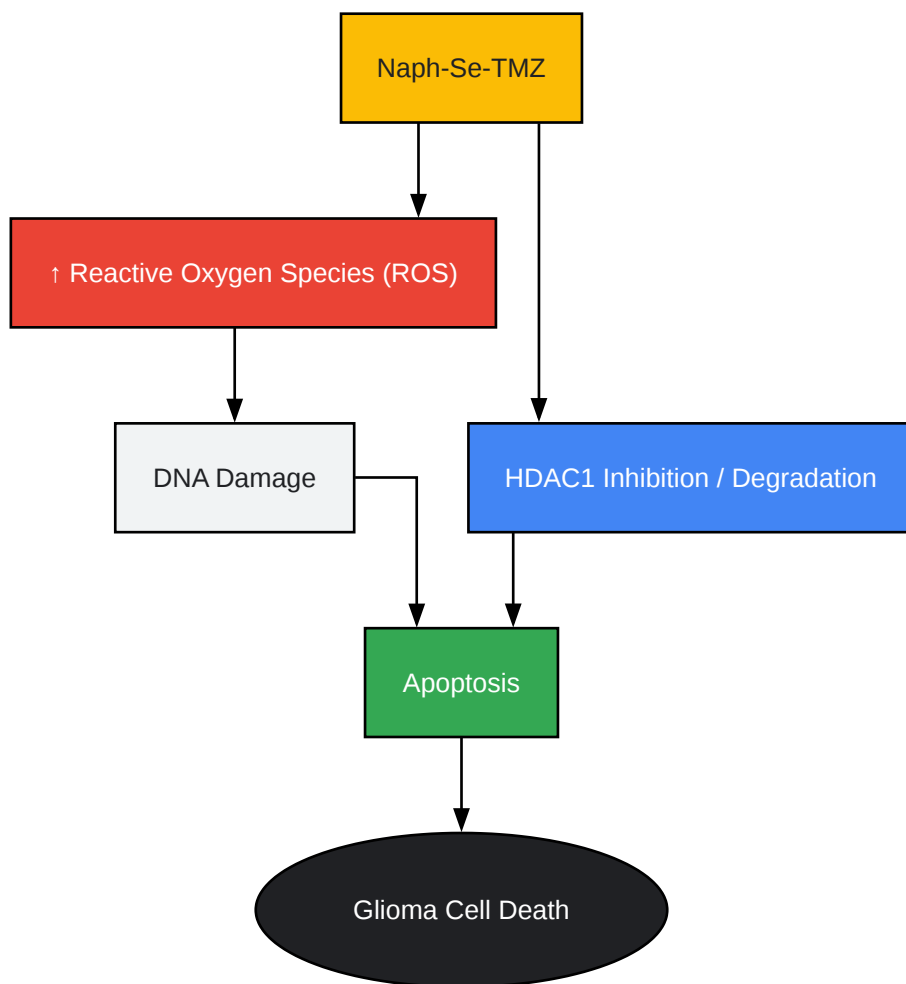 Naph-Se-TMZ
↑ Reactive Oxygen Species (ROS)
DNA Damage
HDAC1 Inhibition / Degradation
Apoptosis
Glioma Cell Death